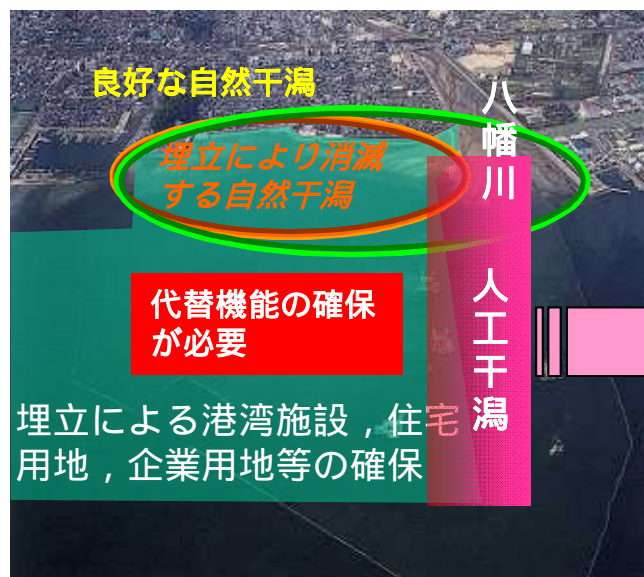 良好な自然干潟
埋立により消滅
する自然干潟
八幡川
代替機能の確保
が必要
人工干潟
埋立による港湾施設，住宅
用地，企業用地等の確保